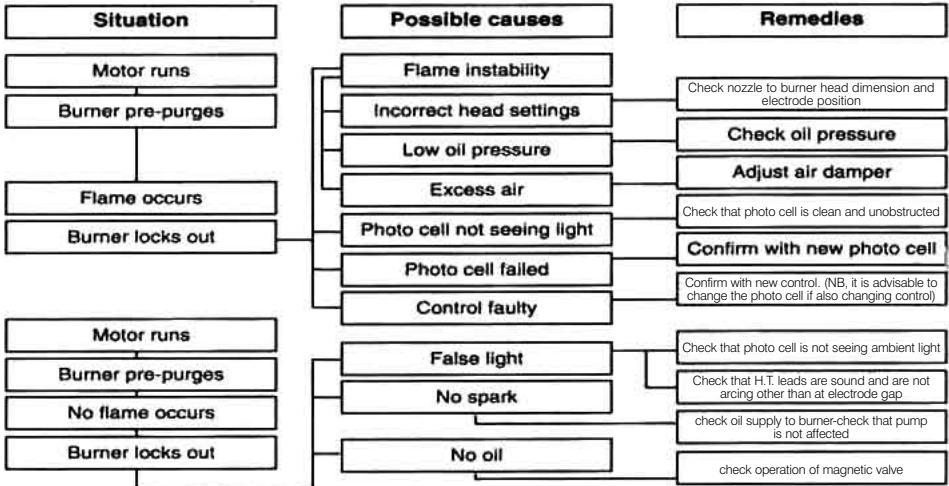 Situation
Possible causes
Remedies
Motor runs
Burner pre-purges
Flame occurs
Burner locks out
Flame instability
Incorrect head settings
Low oil pressure
Excess air
Photo cell not seeing light
Photo cell failed
Control faulty
Check nozzle to burner head dimension and
electrode position
Check oil pressure
Adjust air damper
Check that photo cell is clean and unobstructed
Confirm with new photo cell
Confirm with new control. (NB, it is advisable to
change the photo cell if also changing control)
Motor runs
Burner pre-purges
No flame occurs
Burner locks out
False light
No spark
No oil
Check that photo cell is not seeing ambient light
Check that H.T. leads are sound and are not
arcing other than at electrode gap
check oil supply to burner-check that pump
is not affected
check operation of magnetic valve